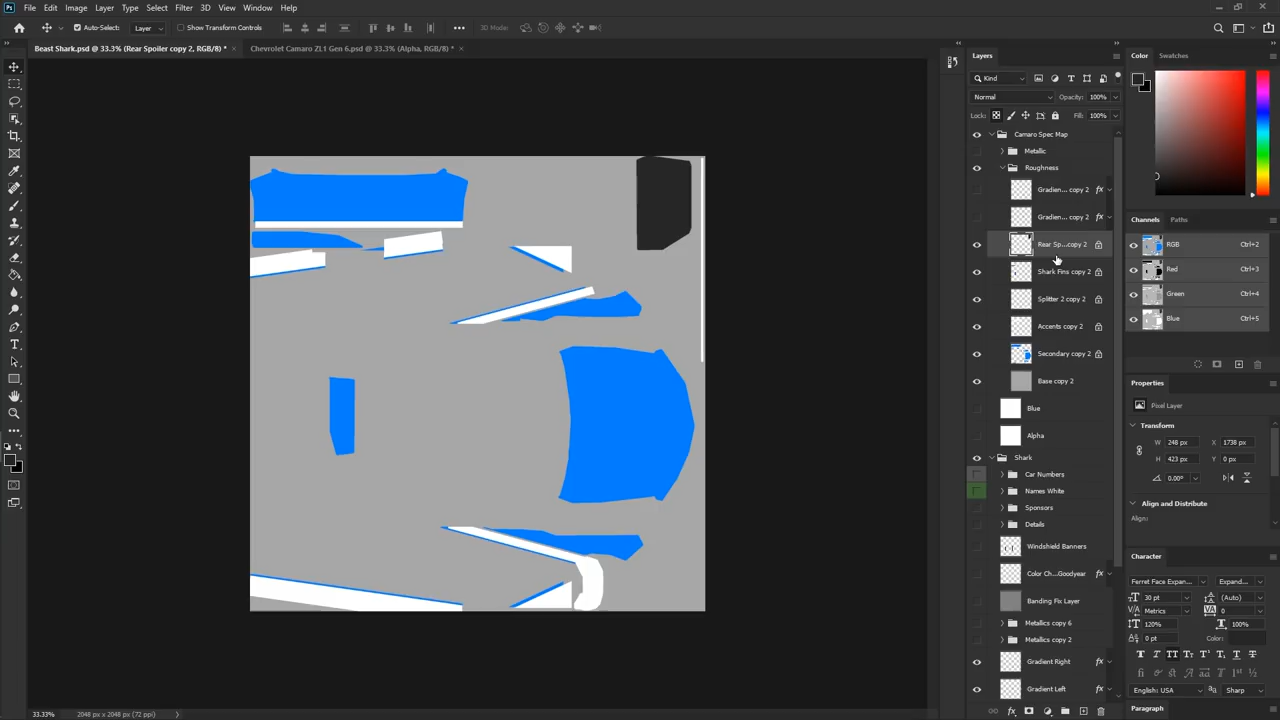 File Edit Image Layer Type Select Filter 3D View Window Help
Auto-Select: Layer Show Transform Controls 3D Mode:
Beast Shark.psd @ 33.3% (Rear Spoiler copy 2, RGB/8) * × Chevrolet Camaro ZL1 Gen 6.psd @ 33.3% (Alpha, RGB/8) * ×
Layers
Kind
Normal Opacity: 100%
Lock: Fill: 100%
Camaro Spec Map
Metallic
Roughness
Gradien... copy 2 fx
Gradien... copy 2 fx
Rear Sp...copy 2
Shark Fins copy 2
Splitter 2 copy 2
Accents copy 2
Secondary copy 2
Base copy 2
Blue
Alpha
Shark
Car Numbers
Names White
Sponsors
Details
Windshield Banners
Color Ch...Goodyear fx
Banding Fix Layer
Metallics copy 6
Metallics copy 2
Gradient Right fx
Gradient Left fx
Color Swatches
Channels Paths
RGB Ctrl+2
Red Ctrl+3
Green Ctrl+4
Blue Ctrl+5
Properties
Pixel Layer
Transform
W 248 px X 1738 px
H 423 px Y 0 px
0.00°
Align and Distribute
Align:
Character
Ferret Face Expan... Expand...
30 pt (Auto)
Metrics 0
120% 100%
0 pt Color:
English: USA Sharp
Paragraph
33.33% 2048 px x 2048 px (72 ppi)